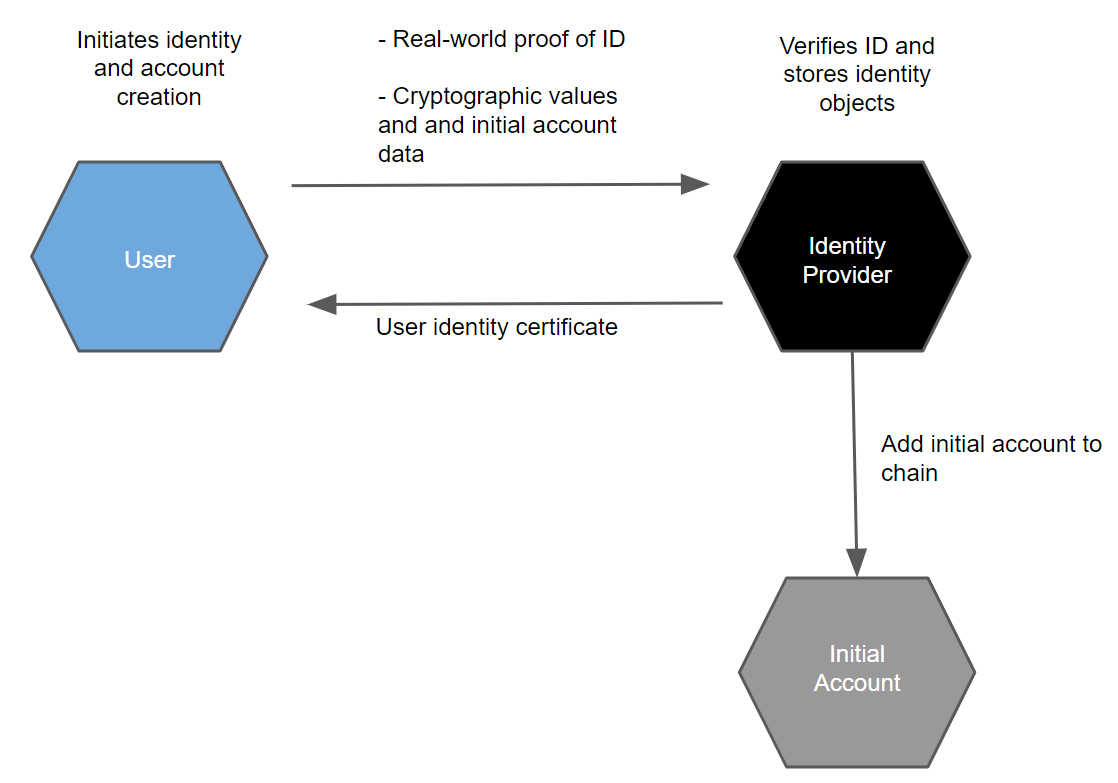 Initiates identity
and account
creation
- Real-world proof of ID
- Cryptographic values
and and initial account
data
Verifies ID and
stores identity
objects
User
Identity
Provider
User identity certificate
Add initial account to
chain
Initial
Account